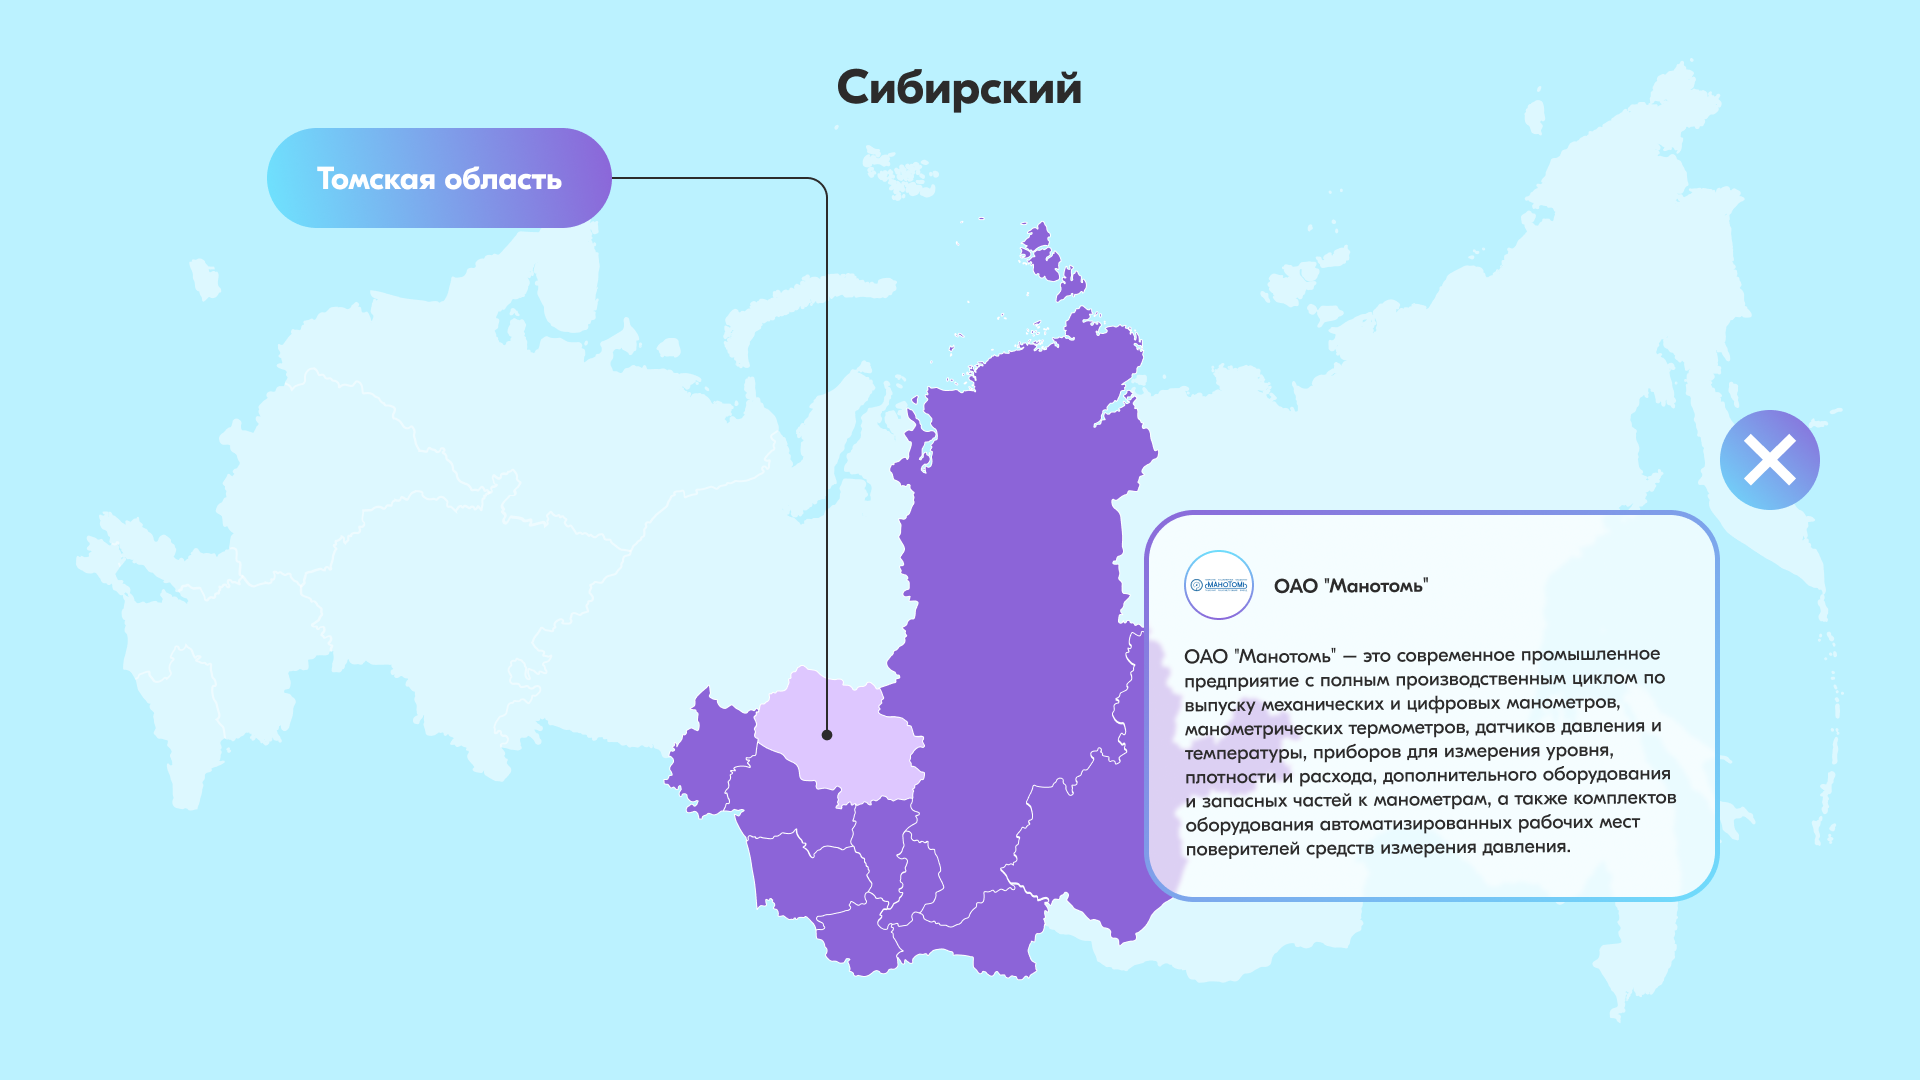 Сибирский
Томская область
МАНОТОМЬ
ОАО "Манотомь"
ОАО "Манотомь" – это современное промышленное
предприятие с полным производственным циклом по
выпуску механических и цифровых манометров,
манометрических термометров, датчиков давления и
температуры, приборов для измерения уровня,
плотности и расхода, дополнительного оборудования
и запасных частей к манометрам, а также комплектов
оборудования автоматизированных рабочих мест
поверителей средств измерения давления.